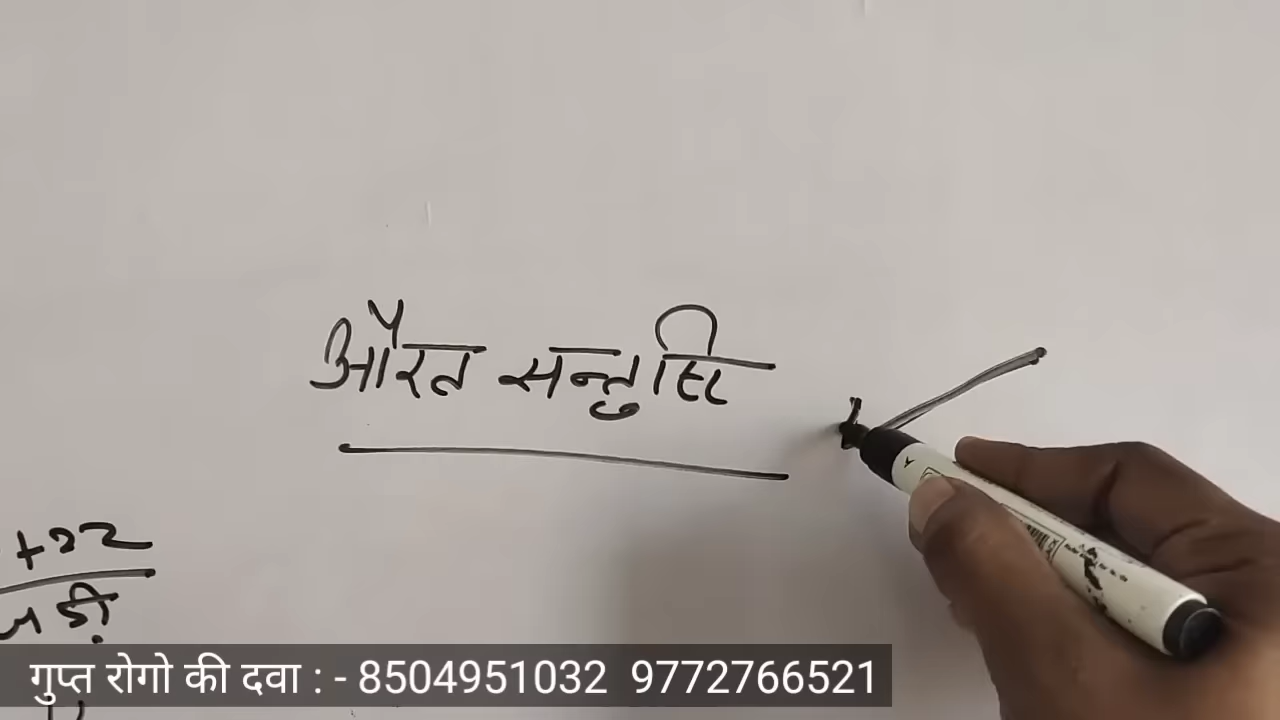 औरत सन्तुष्टि
गुप्त रोगो की दवा : - 8504951032 9772766521